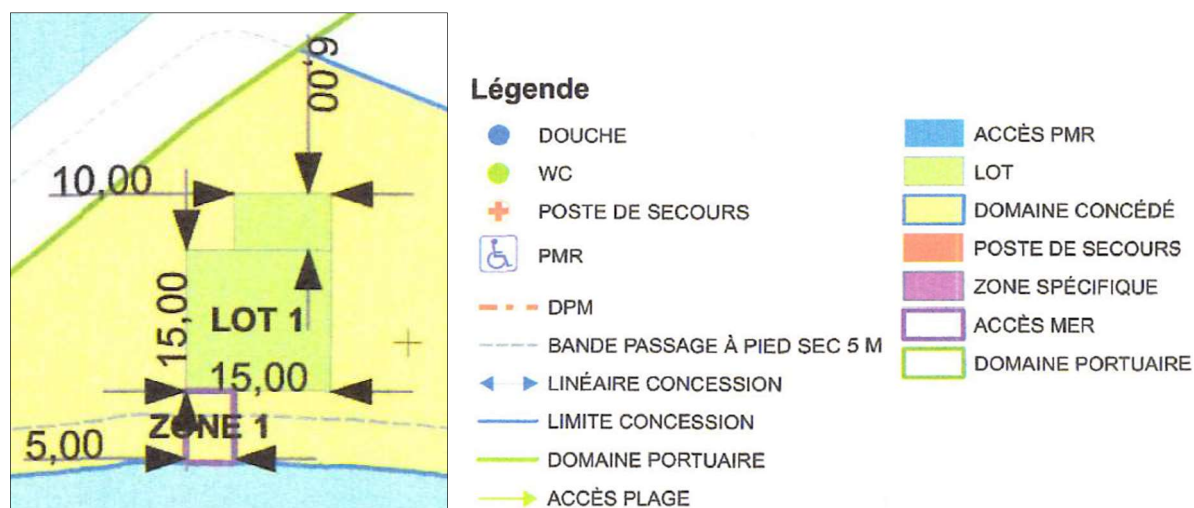 6,00
10,00
15,00
LOT 1
15,00
ZONE 1
5,00
Légende
DOUCHE
WC
POSTE DE SECOURS
PMR
DPM
BANDE PASSAGE À PIED SEC 5 M
LINÉAIRE CONCESSION
LIMITE CONCESSION
DOMAINE PORTUAIRE
ACCÈS PLAGE
ACCÈS PMR
LOT
DOMAINE CONCÉDÉ
POSTE DE SECOURS
ZONE SPÉCIFIQUE
ACCÈS MER
DOMAINE PORTUAIRE